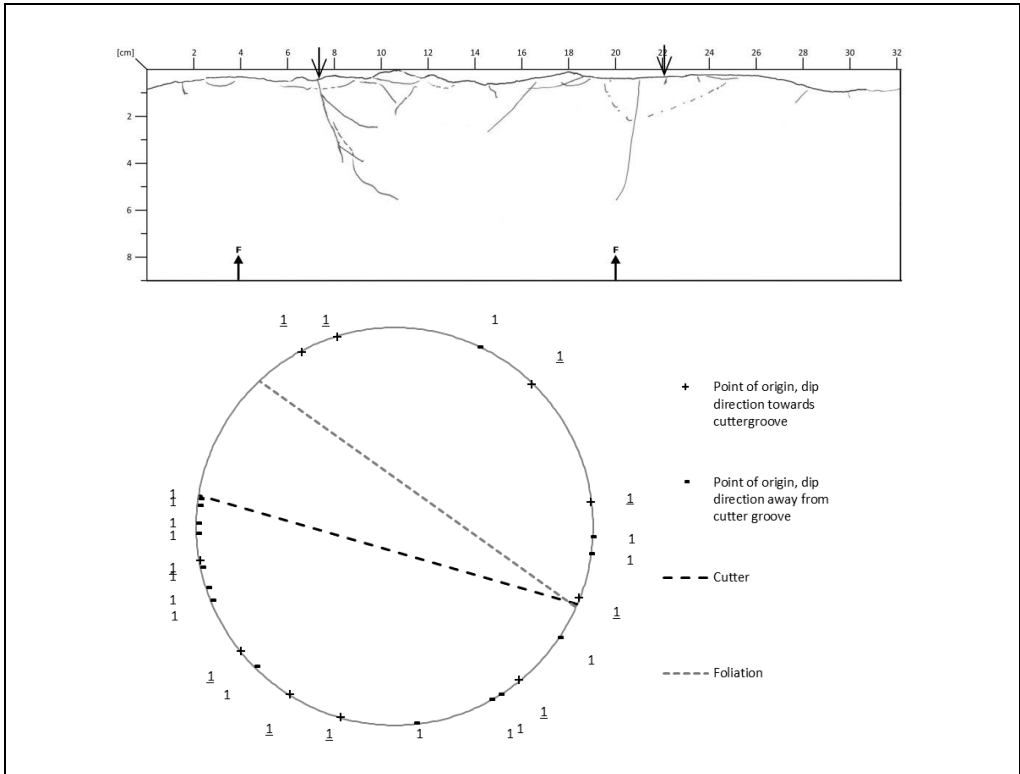 [cm] 2 4 6 8 10 12 14 16 18 20 22 24 26 28 30 32
2
4
6
8
F F
1 1 1
1
Point of origin, dip
direction towards
cuttergroove
Point of origin, dip
direction away from
cutter groove
1
1
1
1
1
1
1
1
1
1
1
1
Cutter
1
1
Foliation
1
1
1
1 1 1 1 1